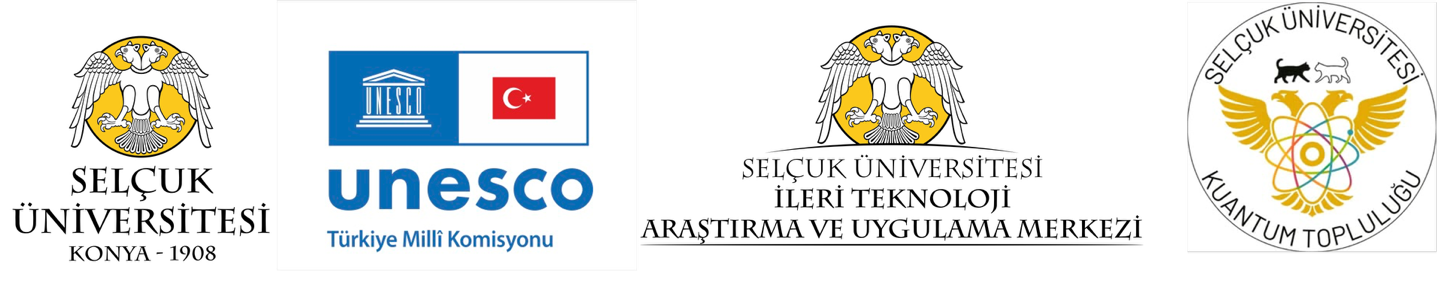 SELÇUK
ÜNİVERSİTESİ
KONYA - 1908
UNESCO
unesco
Türkiye Millî Komisyonu
SELÇUK ÜNİVERSİTESİ
İLERİ TEKNOLOJİ
ARAŞTIRMA VE UYGULAMA MERKEZİ
SELÇUK ÜNİVERSİTESİ
KUANTUM TOPLULUĞU